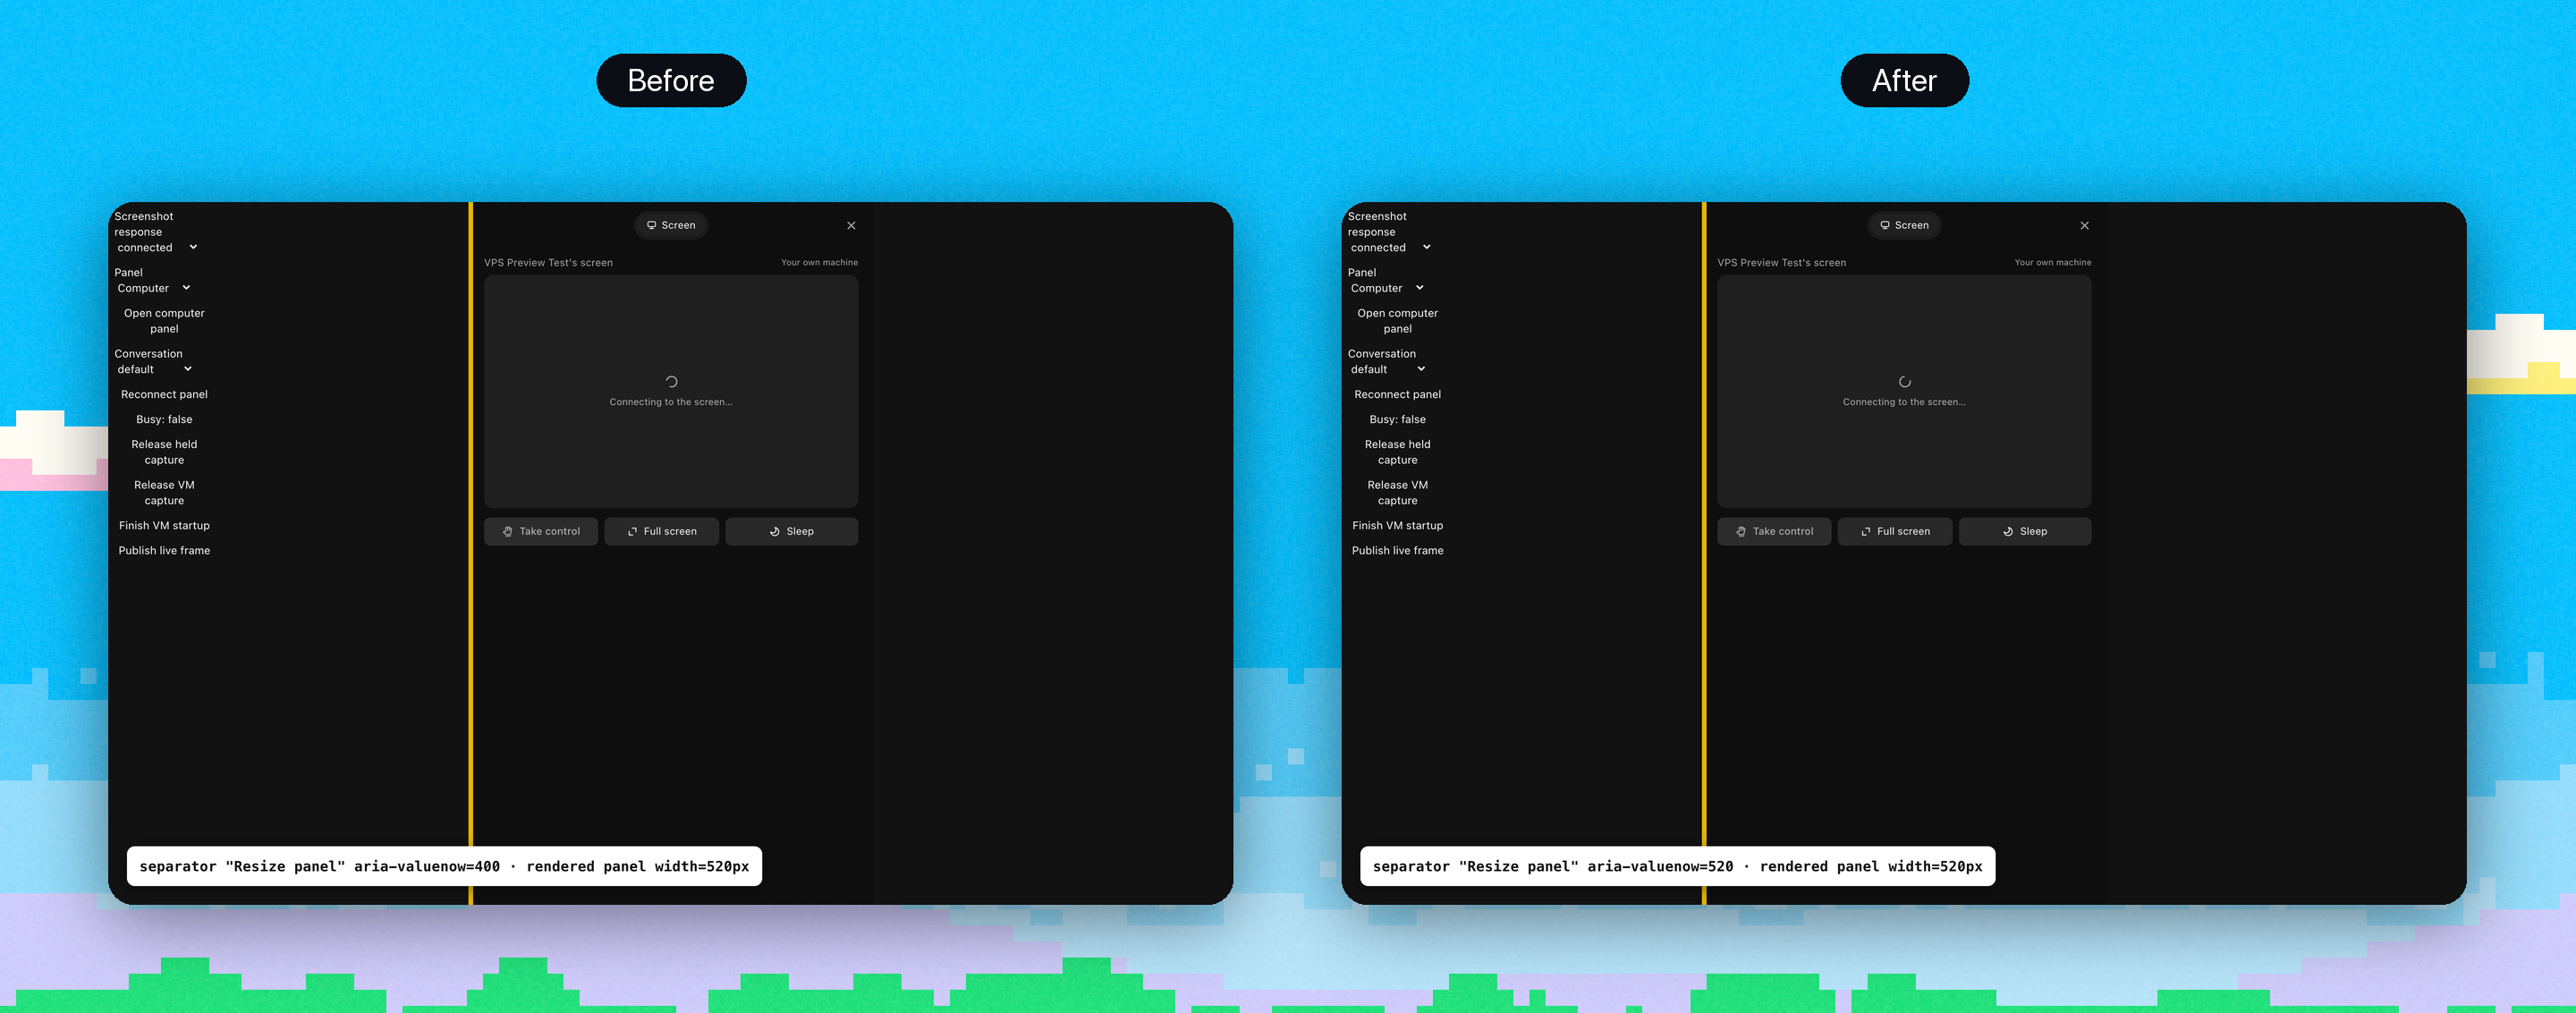 Before
After
Screenshot
response
connected
Panel
Computer
Open computer
panel
Conversation
default
Reconnect panel
Busy: false
Release held
capture
Release VM
capture
Finish VM startup
Publish live frame
Screen
VPS Preview Test's screen
Your own machine
Connecting to the screen...
Take control
Full screen
Sleep
separator "Resize panel" aria-valuenow=400 · rendered panel width=520px
Screenshot
response
connected
Panel
Computer
Open computer
panel
Conversation
default
Reconnect panel
Busy: false
Release held
capture
Release VM
capture
Finish VM startup
Publish live frame
Screen
VPS Preview Test's screen
Your own machine
Connecting to the screen...
Take control
Full screen
Sleep
separator "Resize panel" aria-valuenow=520 · rendered panel width=520px